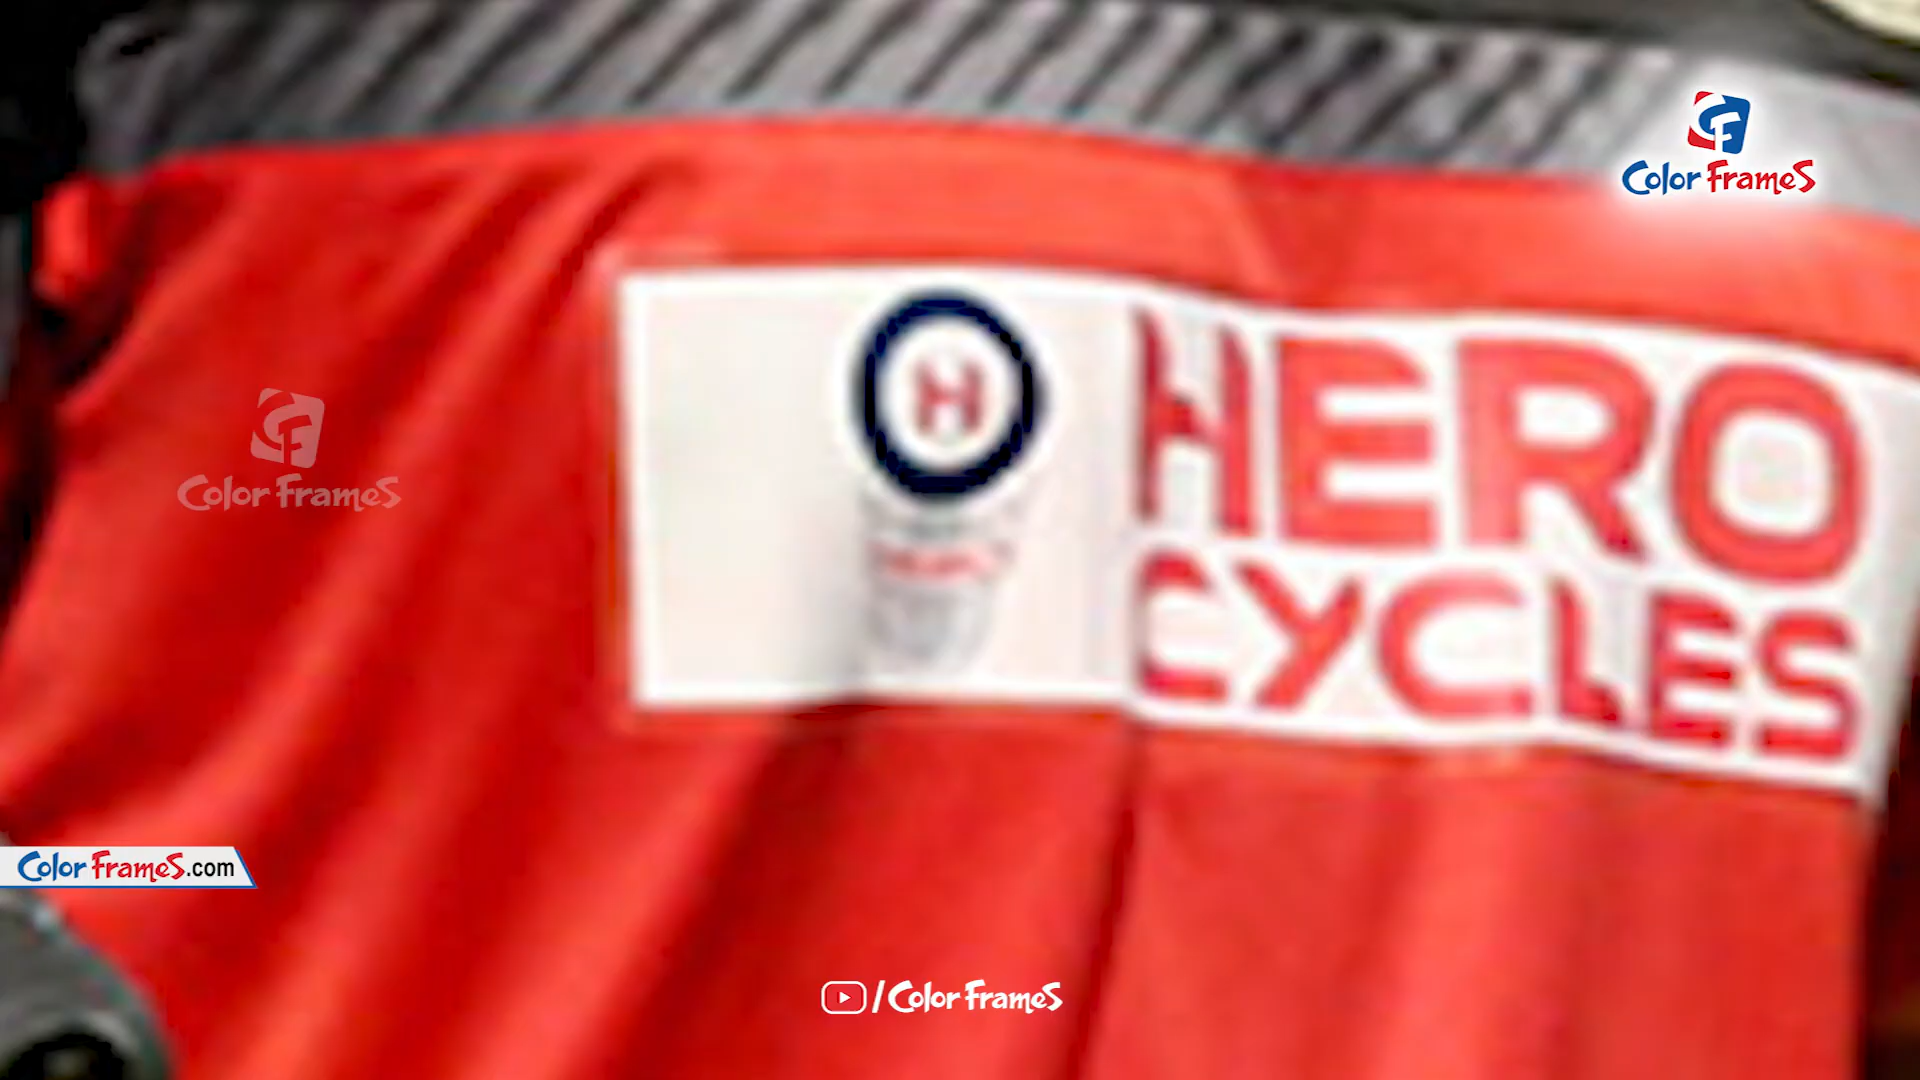 Color Frames
H
HERO
CYCLES
Color Frames
Color Frames.com
/Color Frames